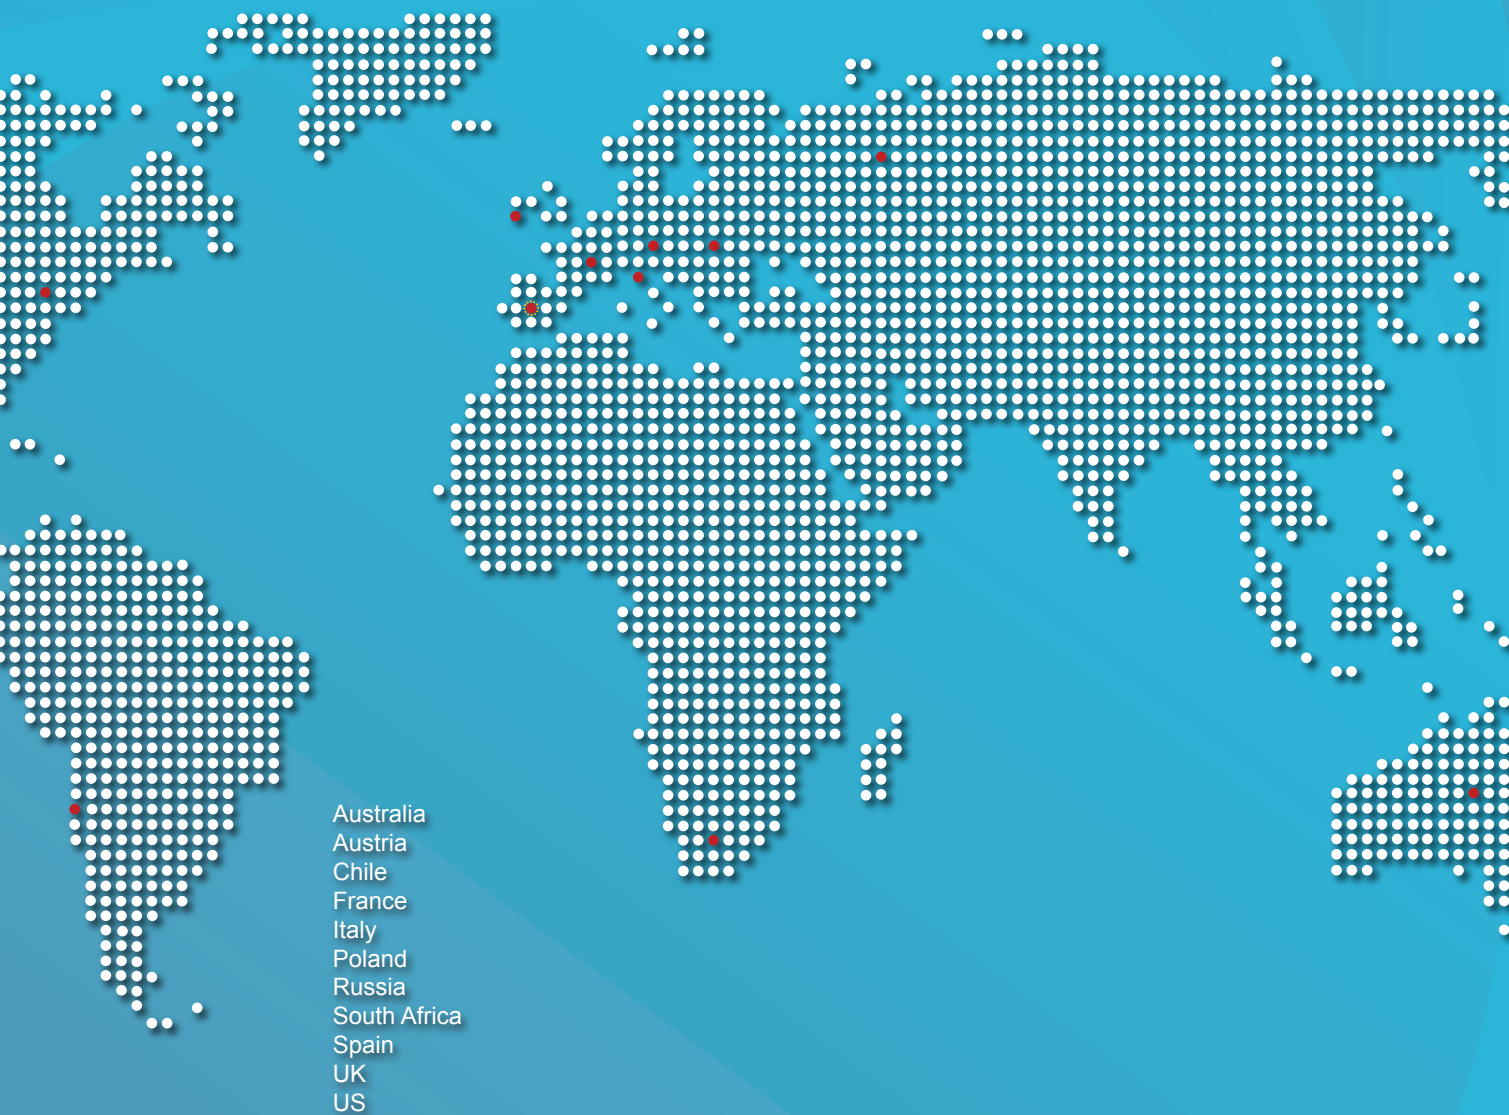 Australia
Austria
Chile
France
Italy
Poland
Russia
South Africa
Spain
UK
US